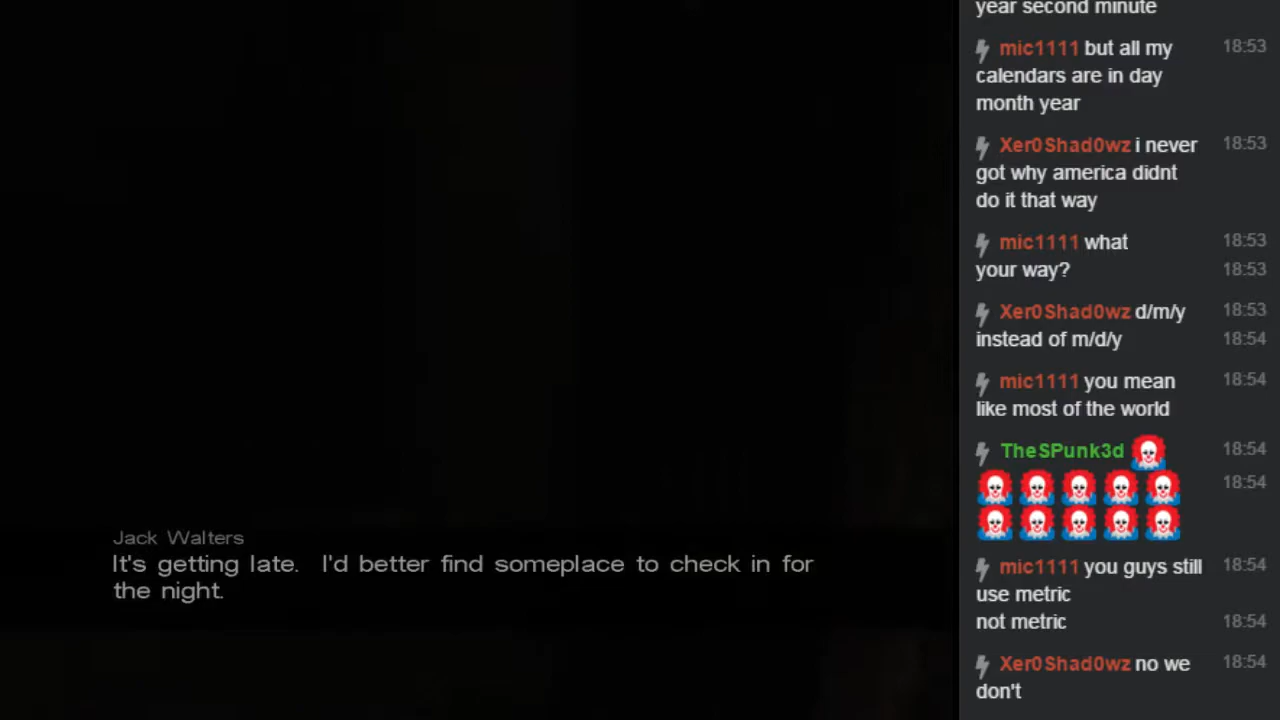 year second minute
mic1111 but all my 18:53
calendars are in day
month year
Xer0Shad0wz i never 18:53
got why america didnt
do it that way
mic1111 what 18:53
your way? 18:53
Xer0Shad0wz d/m/y 18:53
instead of m/d/y 18:54
mic1111 you mean 18:54
like most of the world
TheSPunk3d 18:54
18:54
mic1111 you guys still 18:54
use metric
not metric 18:54
Xer0Shad0wz no we 18:54
don't
Jack Walters
It's getting late. I'd better find someplace to check in for
the night.